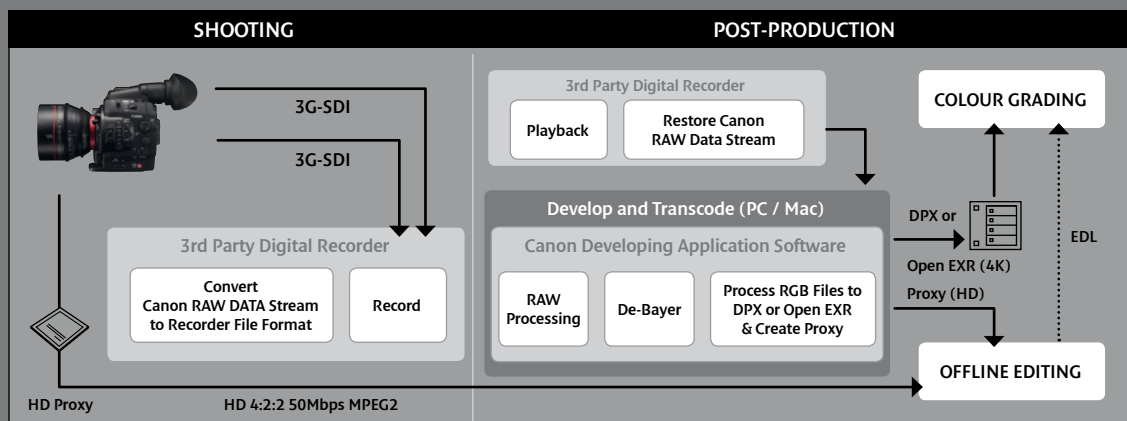 SHOOTING
POST-PRODUCTION
3G-SDI
3G-SDI
3rd Party Digital Recorder
Convert
Canon RAW DATA Stream
to Recorder File Format
Record
HD Proxy
HD 4:2:2 50Mbps MPEG2
3rd Party Digital Recorder
Playback
Restore Canon
RAW Data Stream
Develop and Transcode (PC / Mac)
Canon Developing Application Software
RAW
Processing
De-Bayer
Process RGB Files to
DPX or Open EXR
& Create Proxy
DPX or
Open EXR (4K)
Proxy (HD)
COLOUR GRADING
EDL
OFFLINE EDITING